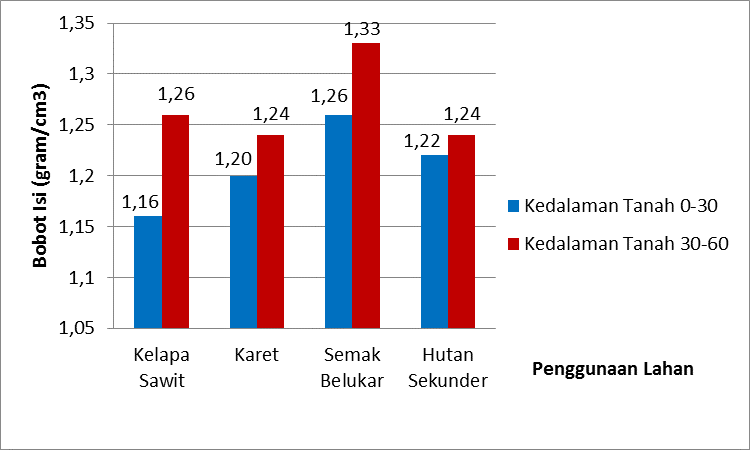 Bobot Isi (gram/cm3)
1,35
1,3
1,25
1,2
1,15
1,1
1,05
1,16
1,26
1,20
1,24
1,26
1,33
1,22
1,24
Kelapa
Sawit
Karet
Semak
Belukar
Hutan
Sekunder
Kedalaman Tanah 0-30
Kedalaman Tanah 30-60
Penggunaan Lahan